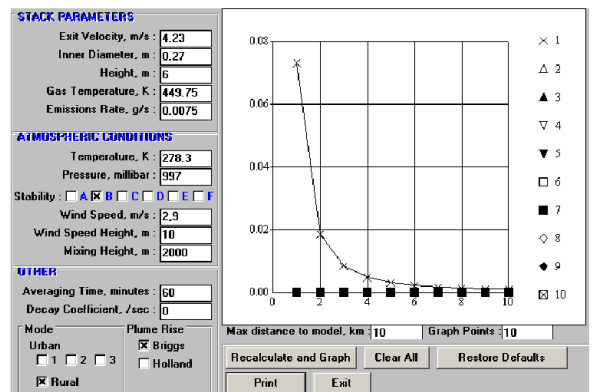 STACK PARAMETERS
Exit Velocity, m/s : 4.23
Inner Diameter, m : 0.27
Height, m : 6
Gas Temperature, K : 449.75
Emissions Rate, g/s : 0.0075
ATMOSPHERIC CONDITIONS
Temperature, K : 278.3
Pressure, millibar : 997
Stability : A B C D E F
Wind Speed, m/s : 2.9
Wind Speed Height, m : 10
Mixing Height, m : 2000
OTHER
Averaging Time, minutes : 60
Decay Coefficient, /sec : 0
Mode
Urban
1 2 3
Rural
Plume Rise
Briggs
Holland
0.08
0.06
0.04
0.02
0.00
0 2 4 6 8 10
1
2
3
4
5
6
7
8
9
10
Max distance to model, km : 10 Graph Points : 10
Recalculate and Graph Clear All Restore Defaults
Print Exit